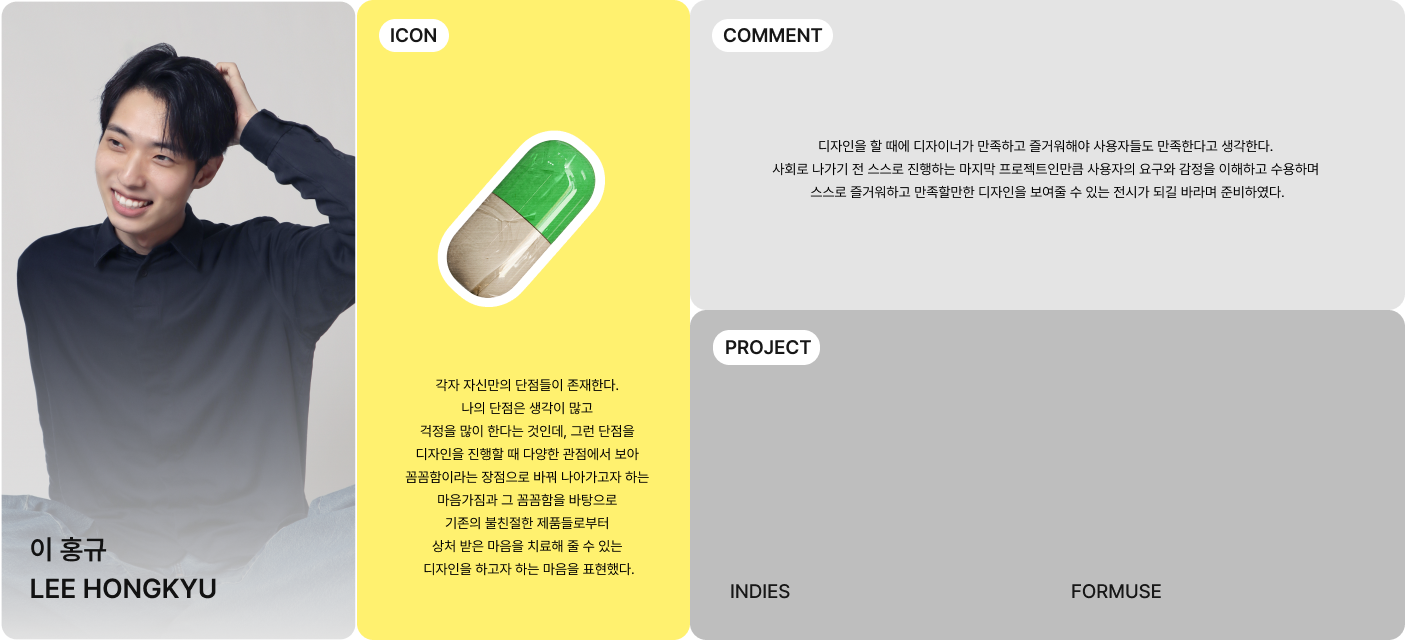 이 홍규
LEE HONGKYU
ICON
각자 자신만의 단점들이 존재한다.
나의 단점은 생각이 많고
걱정을 많이 한다는 것인데, 그런 단점을
디자인을 진행할 때 다양한 관점에서 보아
꼼꼼함이라는 장점으로 바꿔 나아가고자 하는
마음가짐과 그 꼼꼼함을 바탕으로
기존의 불친절한 제품들로부터
상처 받은 마음을 치료해 줄 수 있는
디자인을 하고자 하는 마음을 표현했다.
COMMENT
디자인을 할 때에 디자이너가 만족하고 즐거워해야 사용자들도 만족한다고 생각한다.
사회로 나가기 전 스스로 진행하는 마지막 프로젝트인만큼 사용자의 요구와 감정을 이해하고 수용하며
스스로 즐거워하고 만족할만한 디자인을 보여줄 수 있는 전시가 되길 바라며 준비하였다.
PROJECT
INDIES
FORMUSE